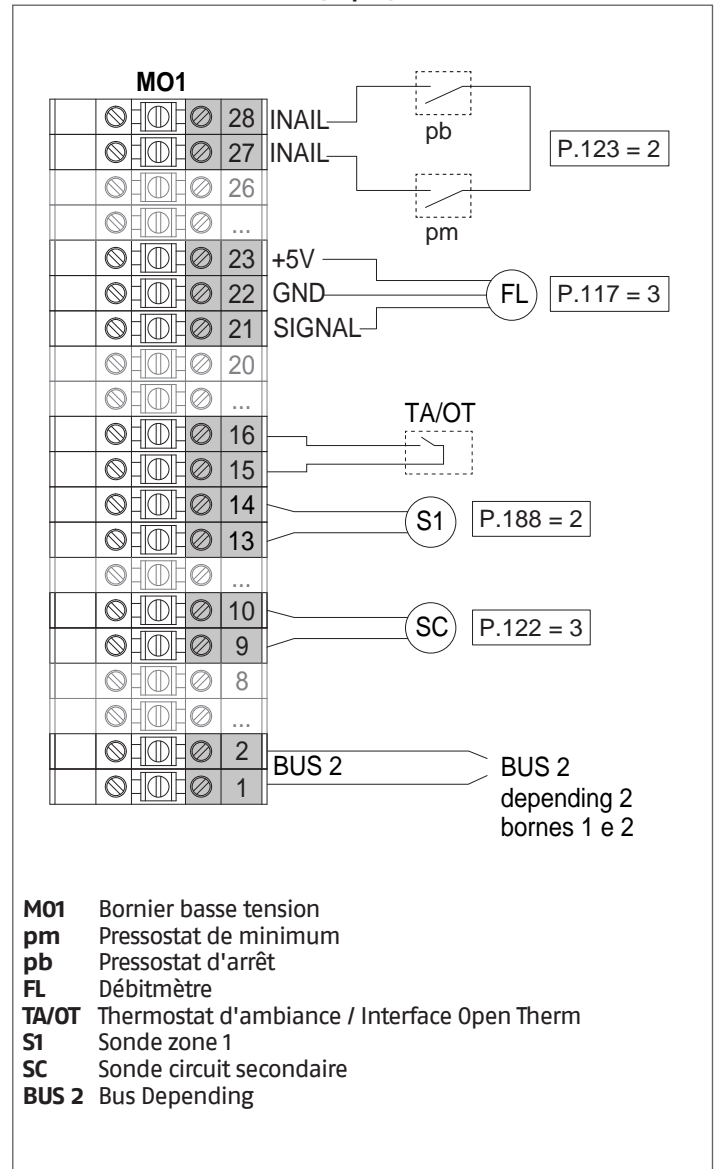 MO1
28 INAIL
pb
27 INAIL
P.123 = 2
26
pm
...
23 +5V
22 GND
FL P.117 = 3
21 SIGNAL
20
...
TA/OT
16
15
14
S1 P.188 = 2
13
...
10
SC P.122 = 3
9
8
...
2
BUS 2
BUS 2
1
depending 2
bornes 1 e 2
M01 Bornier basse tension
pm Pressostat de minimum
pb Pressostat d'arrêt
FL Débitmètre
TA/OT Thermostat d'ambiance / Interface Open Therm
S1 Sonde zone 1
SC Sonde circuit secondaire
BUS 2 Bus Depending